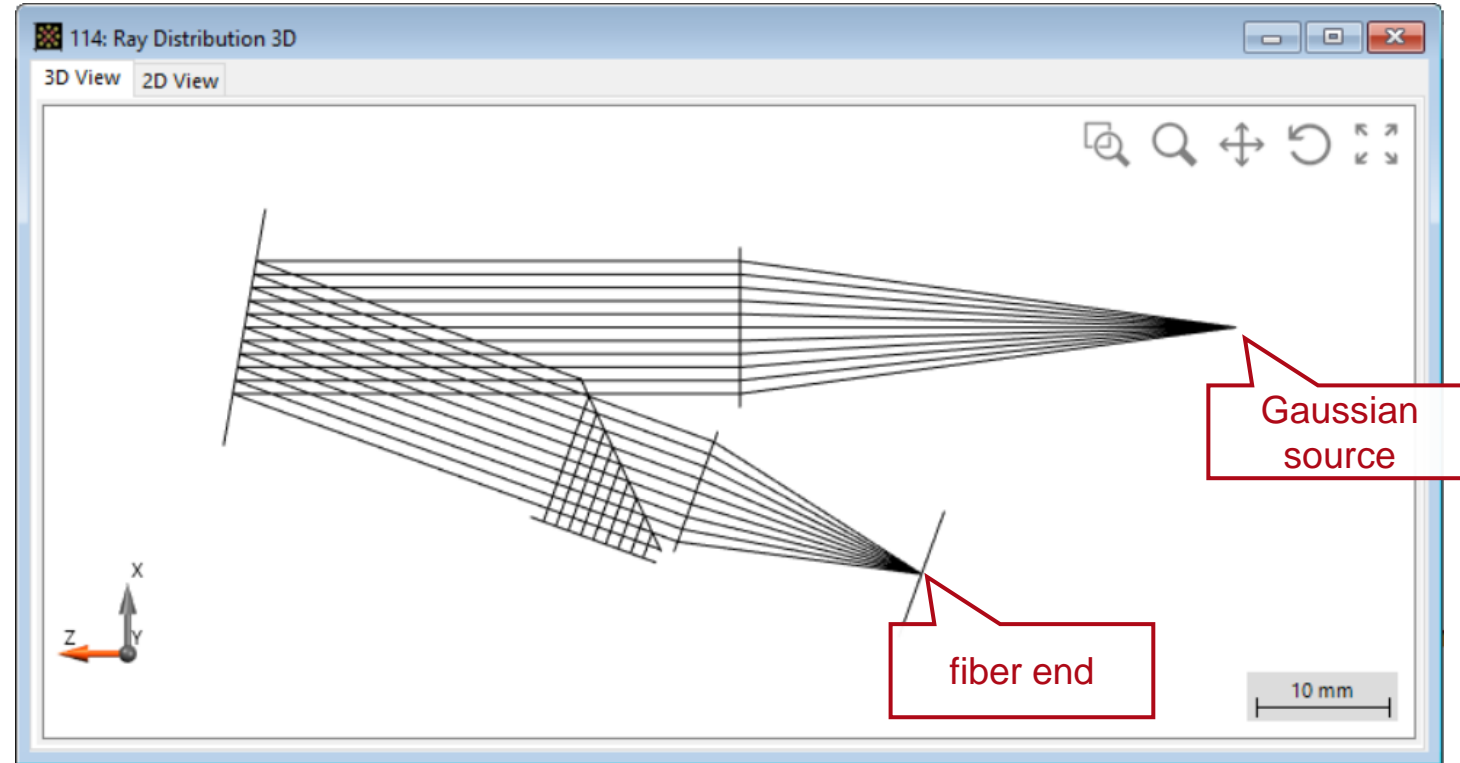 114: Ray Distribution 3D
3D View 2D View
Gaussian
source
fiber end
X
Z Y
10 mm